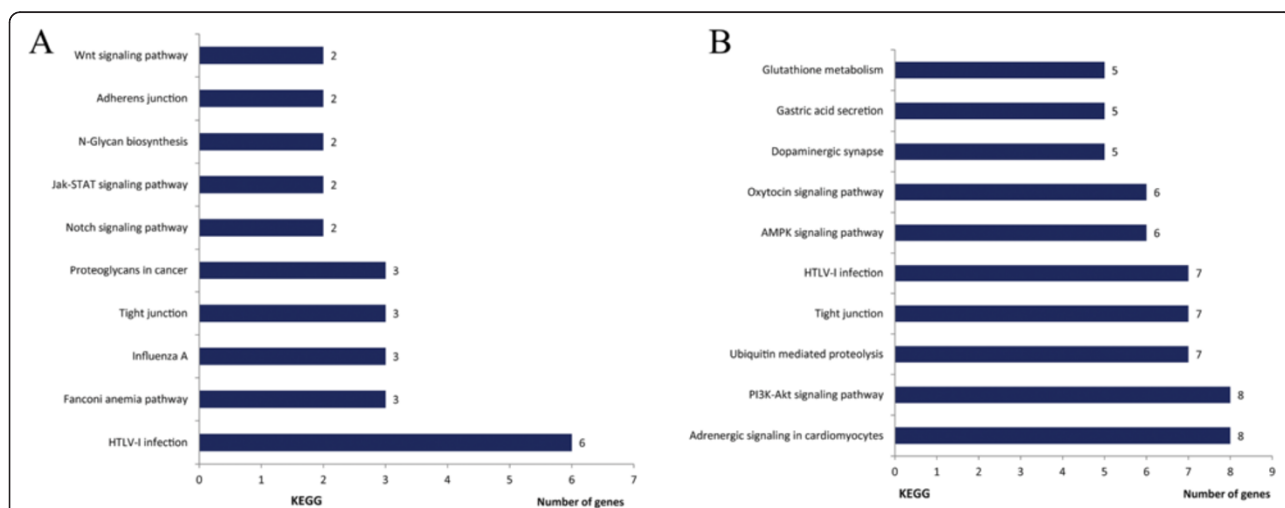 A
Wnt signaling pathway 2
Adherens junction 2
N-Glycan biosynthesis 2
Jak-STAT signaling pathway 2
Notch signaling pathway 2
Proteoglycans in cancer 3
Tight junction 3
Influenza A 3
Fanconi anemia pathway 3
HTLV-I infection 6
0 1 2 3 4 5 6 7
KEGG Number of genes
B
Glutathione metabolism 5
Gastric acid secretion 5
Dopaminergic synapse 5
Oxytocin signaling pathway 6
AMPK signaling pathway 6
HTLV-I infection 7
Tight junction 7
Ubiquitin mediated proteolysis 7
PI3K-Akt signaling pathway 8
Adrenergic signaling in cardiomyocytes 8
0 1 2 3 4 5 6 7 8 9
KEGG Number of genes